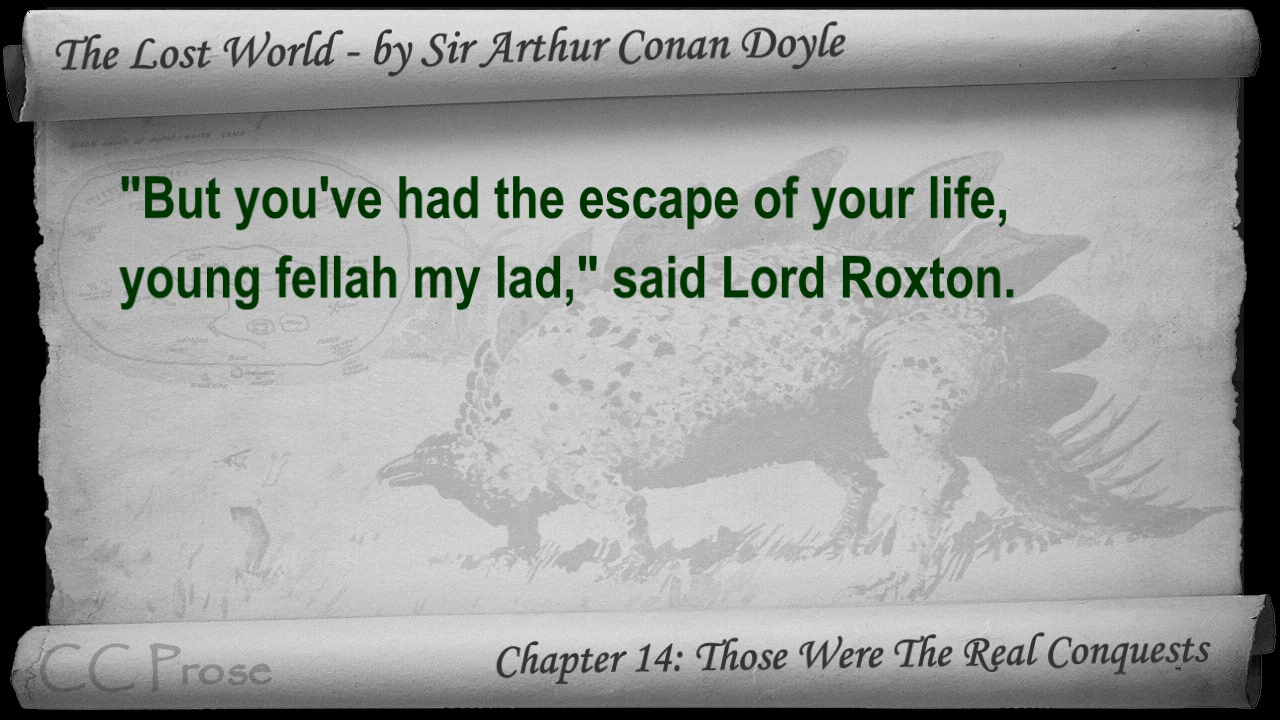 The Lost World - by Sir Arthur Conan Doyle
"But you've had the escape of your life,
young fellah my lad," said Lord Roxton.
CC Prose
Chapter 14: Those Were The Real Conquests